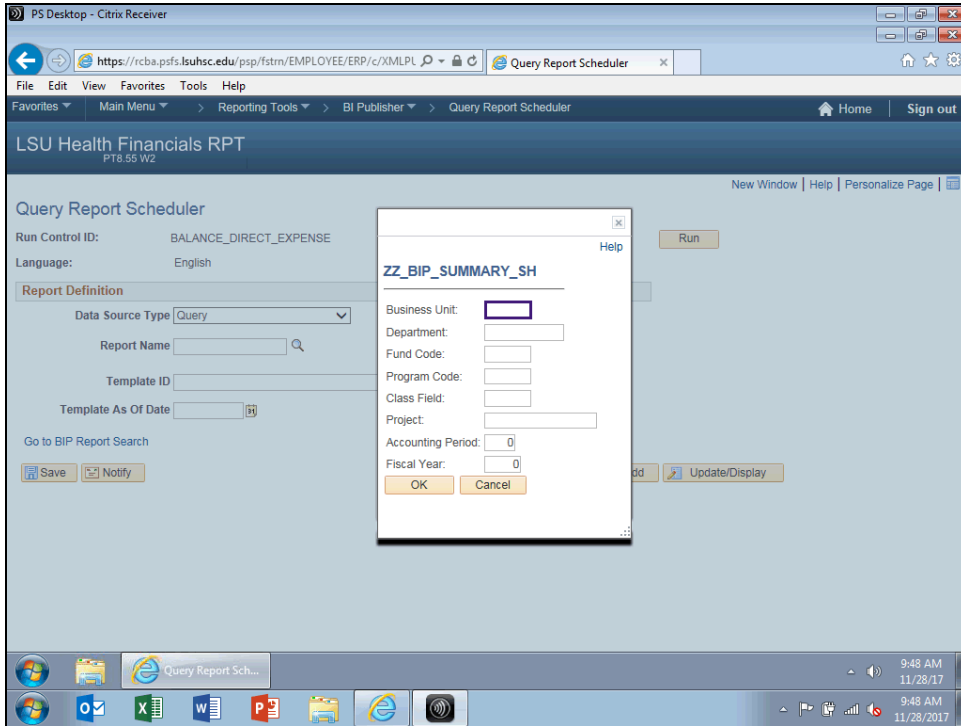 PS Desktop - Citrix Receiver
https://rcba.psfs.lsuhsc.edu/psp/fstrn/EMPLOYEE/ERP/c/XMLPL
Query Report Scheduler
File Edit View Favorites Tools Help
Favorites Main Menu > Reporting Tools > BI Publisher > Query Report Scheduler Home Sign out
LSU Health Financials RPT
PT8.55 W2
New Window | Help | Personalize Page |
Query Report Scheduler
Run Control ID: BALANCE_DIRECT_EXPENSE Run
Language: English
Report Definition
Data Source Type Query
Report Name
Template ID
Template As Of Date
Go to BIP Report Search
Save Notify dd Update/Display
Help
ZZ_BIP_SUMMARY_SH
Business Unit:
Department:
Fund Code:
Program Code:
Class Field:
Project:
Accounting Period: 0
Fiscal Year: 0
OK Cancel
Query Report Sch...
9:48 AM
11/28/17
9:48 AM
11/28/2017